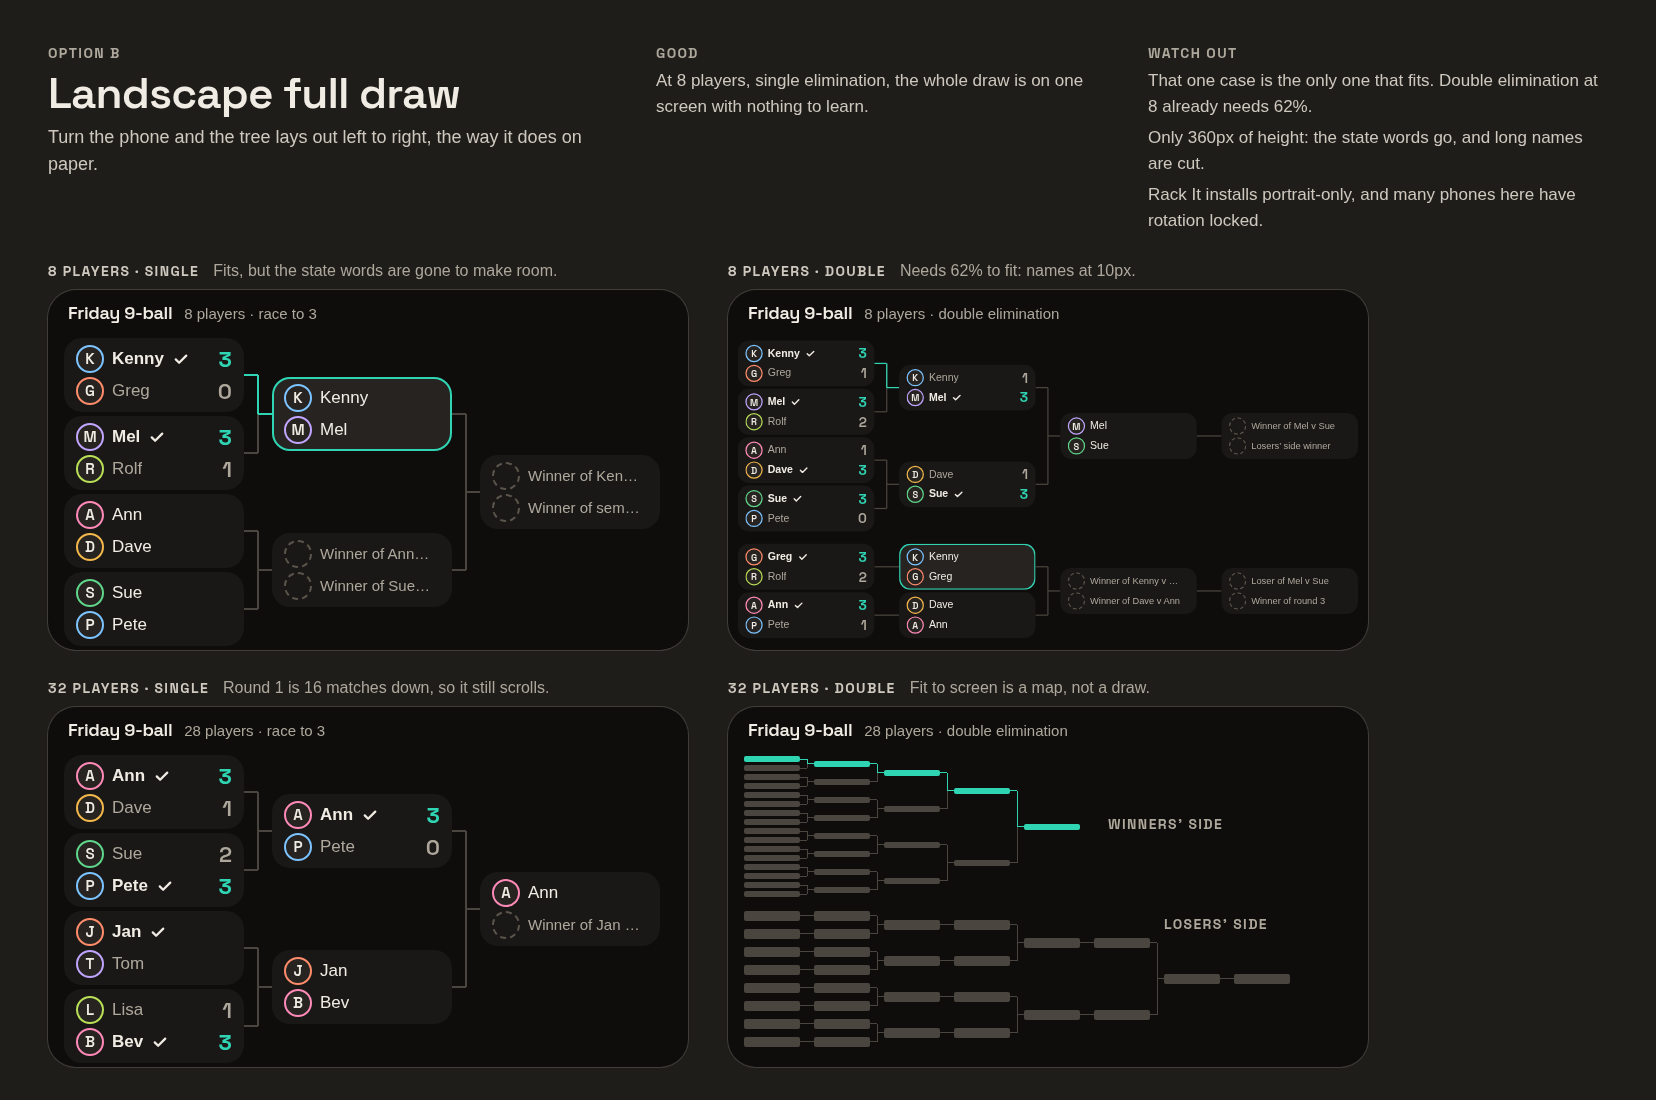 OPTION B
Landscape full draw
Turn the phone and the tree lays out left to right, the way it does on
paper.
GOOD
At 8 players, single elimination, the whole draw is on one
screen with nothing to learn.
WATCH OUT
That one case is the only one that fits. Double elimination at
8 already needs 62%.
Only 360px of height: the state words go, and long names
are cut.
Rack It installs portrait-only, and many phones here have
rotation locked.
8 PLAYERS · SINGLE Fits, but the state words are gone to make room.
Friday 9-ball 8 players · race to 3
K Kenny ✓ 3
G Greg 0
M Mel ✓ 3
R Rolf 1
A Ann
D Dave
S Sue
P Pete
K Kenny
M Mel
Winner of Ann…
Winner of Sue…
Winner of Ken…
Winner of sem…
8 PLAYERS · DOUBLE Needs 62% to fit: names at 10px.
Friday 9-ball 8 players · double elimination
K Kenny ✓ 3
G Greg 1
M Mel ✓ 3
R Rolf 2
A Ann 1
D Dave ✓ 3
S Sue ✓ 3
P Pete 0
K Kenny 1
M Mel ✓ 3
D Dave 1
S Sue ✓ 3
M Mel
S Sue
Winner of Mel v Sue
Losers' side winner
G Greg ✓ 3
R Rolf 2
A Ann ✓ 3
P Pete 1
K Kenny
G Greg
D Dave
A Ann
Winner of Kenny v …
Winner of Dave v Ann
Loser of Mel v Sue
Winner of round 3
32 PLAYERS · SINGLE Round 1 is 16 matches down, so it still scrolls.
Friday 9-ball 28 players · race to 3
A Ann ✓ 3
D Dave 1
S Sue 2
P Pete ✓ 3
J Jan ✓
T Tom
L Lisa 1
B Bev ✓ 3
A Ann ✓ 3
P Pete 0
J Jan
B Bev
A Ann
Winner of Jan …
32 PLAYERS · DOUBLE Fit to screen is a map, not a draw.
Friday 9-ball 28 players · double elimination
WINNERS' SIDE
LOSERS' SIDE